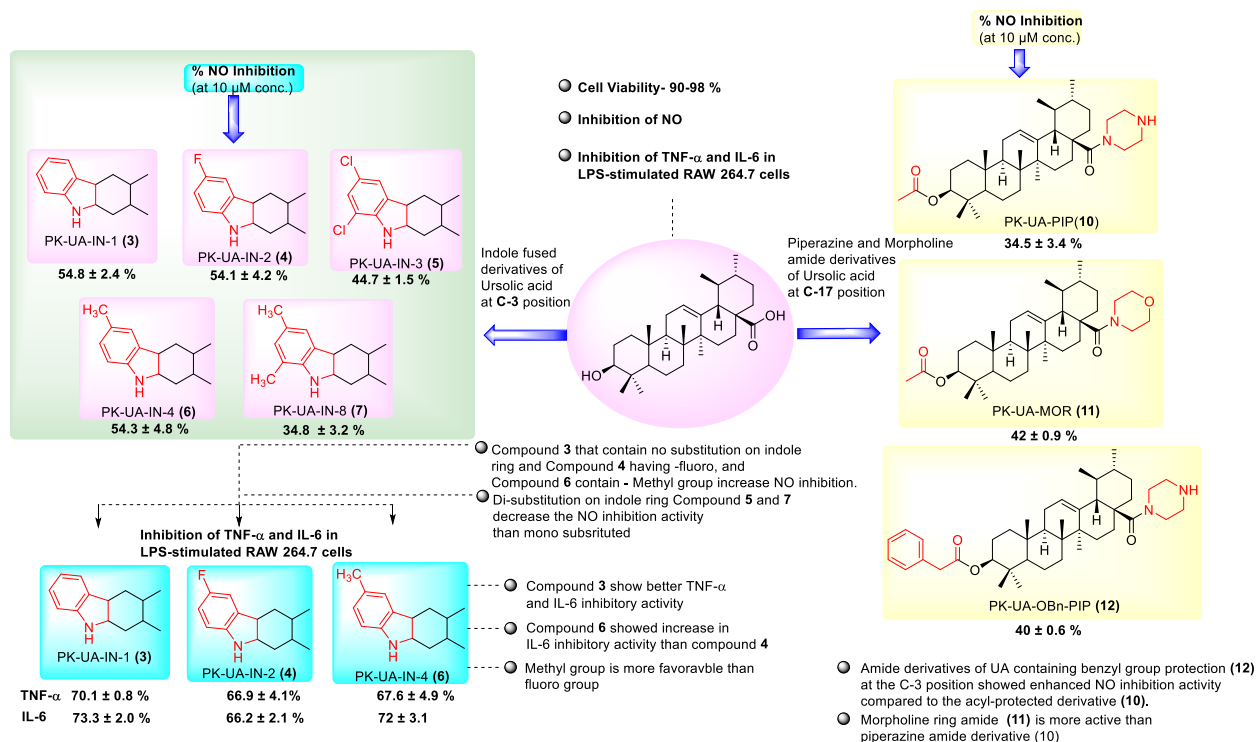 % NO Inhibition
(at 10 µM conc.)
% NO Inhibition
(at 10 µM conc.)
F
Cl
Cl
N
H
PK-UA-IN-1 (3)
54.8 ± 2.4 %
N
H
PK-UA-IN-2 (4)
54.1 ± 4.2 %
N
H
PK-UA-IN-3 (5)
44.7 ± 1.5 %
H3C
N
H
PK-UA-IN-4 (6)
54.3 ± 4.8 %
H3C
H3C
N
H
PK-UA-IN-8 (7)
34.8 ± 3.2 %
Cell Viability- 90-98 %
Inhibition of NO
Inhibition of TNF-α and IL-6 in
LPS-stimulated RAW 264.7 cells
Indole fused
derivatives of
Ursolic acid
at C-3 position
HO
H
H
OH
O
Piperazine and Morpholine
amide derivatives
of Ursolic acid
at C-17 position
O
O
H
H
N
NH
O
PK-UA-PIP(10)
34.5 ± 3.4 %
O
O
H
H
N
O
O
PK-UA-MOR (11)
42 ± 0.9 %
O
O
H
H
N
NH
O
PK-UA-OBn-PIP (12)
40 ± 0.6 %
Compound 3 that contain no substitution on indole
ring and Compound 4 having -fluoro, and
Compound 6 contain - Methyl group increase NO inhibition.
Di-substitution on indole ring Compound 5 and 7
decrease the NO inhibition activity
than mono subsrituted
Inhibition of TNF-α and IL-6 in
LPS-stimulated RAW 264.7 cells
N
H
PK-UA-IN-1 (3)
F
N
H
PK-UA-IN-2 (4)
H3C
N
H
PK-UA-IN-4 (6)
TNF-α 70.1 ± 0.8 % 66.9 ± 4.1% 67.6 ± 4.9 %
IL-6 73.3 ± 2.0 % 66.2 ± 2.1 % 72 ± 3.1
Compound 3 show better TNF-α
and IL-6 inhibitory activity
Compound 6 showed increase in
IL-6 inhibitory activity than compound 4
Methyl group is more favoravble than
fluoro group
Amide derivatives of UA containing benzyl group protection (12)
at the C-3 position showed enhanced NO inhibition activity
compared to the acyl-protected derivative (10).
Morpholine ring amide (11) is more active than
piperazine amide derivative (10)